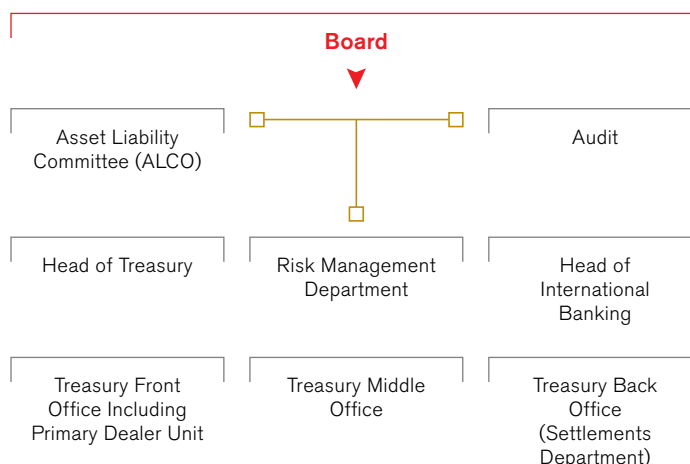 Board
Asset Liability
Committee (ALCO)
Audit
Head of Treasury
Risk Management
Department
Head of
International
Banking
Treasury Front
Office Including
Primary Dealer Unit
Treasury Middle
Office
Treasury Back
Office
(Settlements
Department)